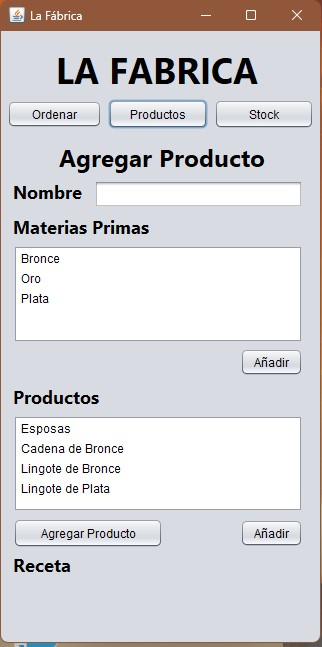 La Fábrica
LA FABRICA
Ordenar Productos Stock
Agregar Producto
Nombre
Materias Primas
Bronce
Oro
Plata
Añadir
Productos
Esposas
Cadena de Bronce
Lingote de Bronce
Lingote de Plata
Agregar Producto Añadir
Receta